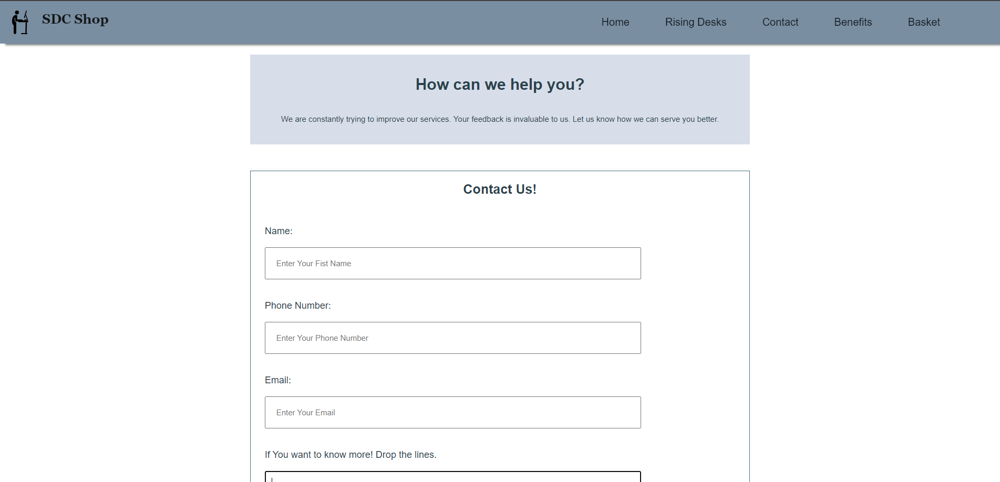 SDC Shop
Home Rising Desks Contact Benefits Basket
How can we help you?
We are constantly trying to improve our services. Your feedback is invaluable to us. Let us know how we can serve you better.
Contact Us!
Name:
Enter Your Fist Name
Phone Number:
Enter Your Phone Number
Email:
Enter Your Email
If You want to know more! Drop the lines.